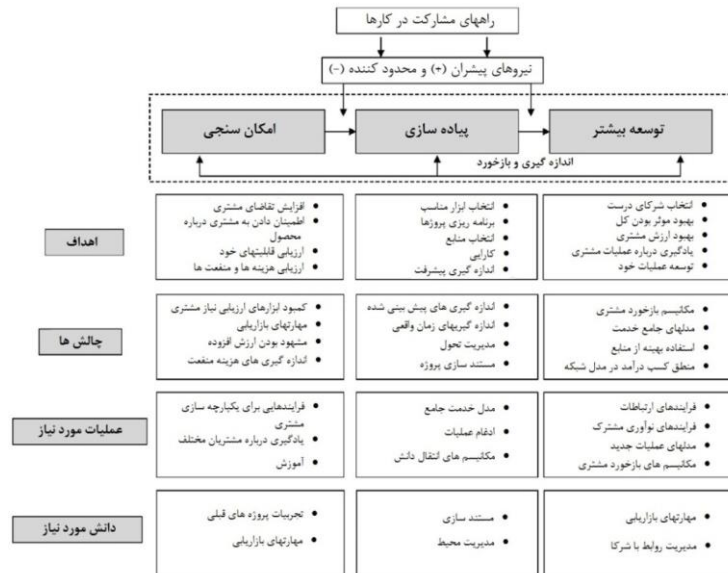 راههای مشارکت در کارها
نیروهای پیشران (+) و محدود کننده (-)
امکان سنجی
پیاده سازی
توسعه بیشتر
اندازه گیری و بازخورد
اهداف
افزایش تقاضای مشتری
اطمینان دادن به مشتری درباره
محصول
ارزیابی قابلیتهای خود
ارزیابی هزینه ها و منفعت ها
انتخاب ابزار مناسب
برنامه ریزی پروژها
انتخاب منابع
کارایی
اندازه گیری پیشرفت
انتخاب شرکای درست
بهبود موثر بودن کل
بهبود ارزش مشتری
یادگیری درباره عملیات مشتری
توسعه عملیات خود
چالش ها
کمبود ابزارهای ارزیابی نیاز مشتری
مهارتهای بازاریابی
مشهود بودن ارزش افزوده
اندازه گیری های هزینه منفعت
اندازه گیری های پیش بینی شده
اندازه گیریهای زمان واقعی
مدیریت تحول
مستند سازی پروژه
مکانیسم بازخورد مشتری
مدلهای جامع خدمت
استفاده بهینه از منابع
منطق کسب درآمد در مدل شبکه
عملیات مورد نیاز
فرایندهایی برای یکپارچه سازی
مشتری
یادگیری درباره مشتریان مختلف
آموزش
مدل خدمت جامع
ادغام عملیات
مکانیسم های انتقال دانش
فرایندهای ارتباطات
فرایندهای نوآوری مشترک
مدلهای عملیات جدید
مکانیسم های بازخورد مشتری
دانش مورد نیاز
تجربیات پروژه های قبلی
مهارتهای بازاریابی
مستند سازی
مدیریت محیط
مهارتهای بازاریابی
مدیریت روابط با شرکا